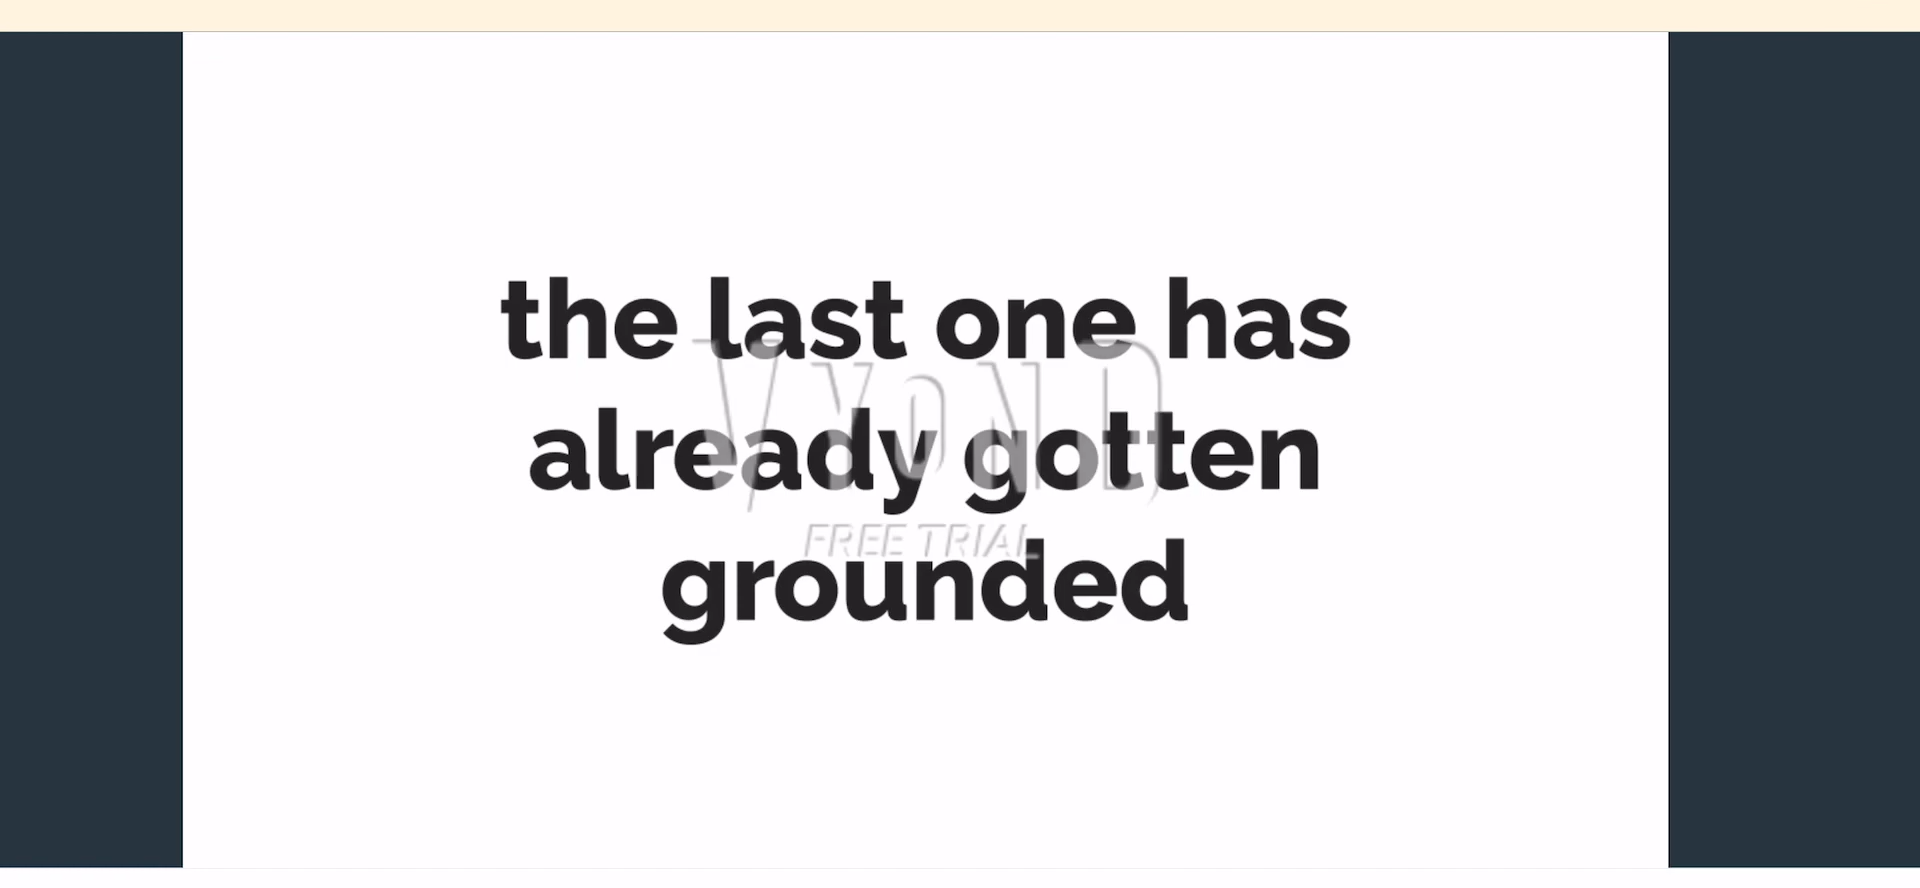 the last one has
already gotten
grounded
VYOND
FREE TRIAL